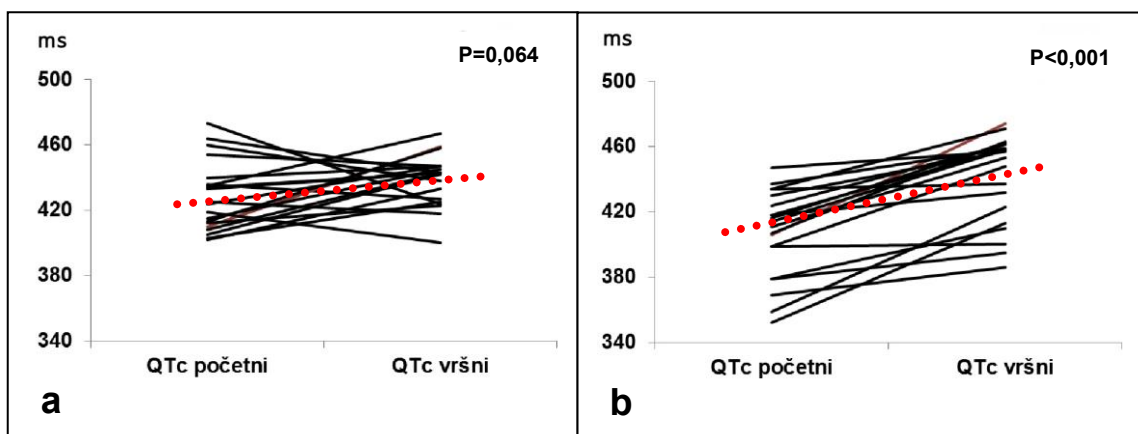 ms
P=0,064
500
460
420
380
340
QTc početni QTc vršni
a
ms
P<0,001
500
460
420
380
340
QTc početni QTc vršni
b